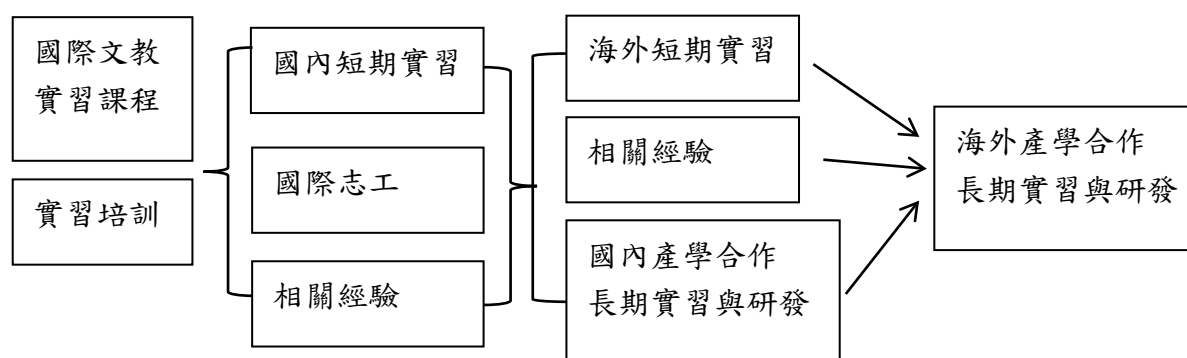 國際文教
實習課程
實習培訓
國內短期實習
國際志工
相關經驗
海外短期實習
相關經驗
國內產學合作
長期實習與研發
海外產學合作
長期實習與研發